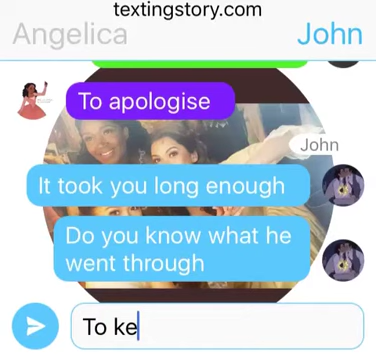 textingstory.com
Angelica
John
To apologise
John
It took you long enough
Do you know what he
went through
To ke